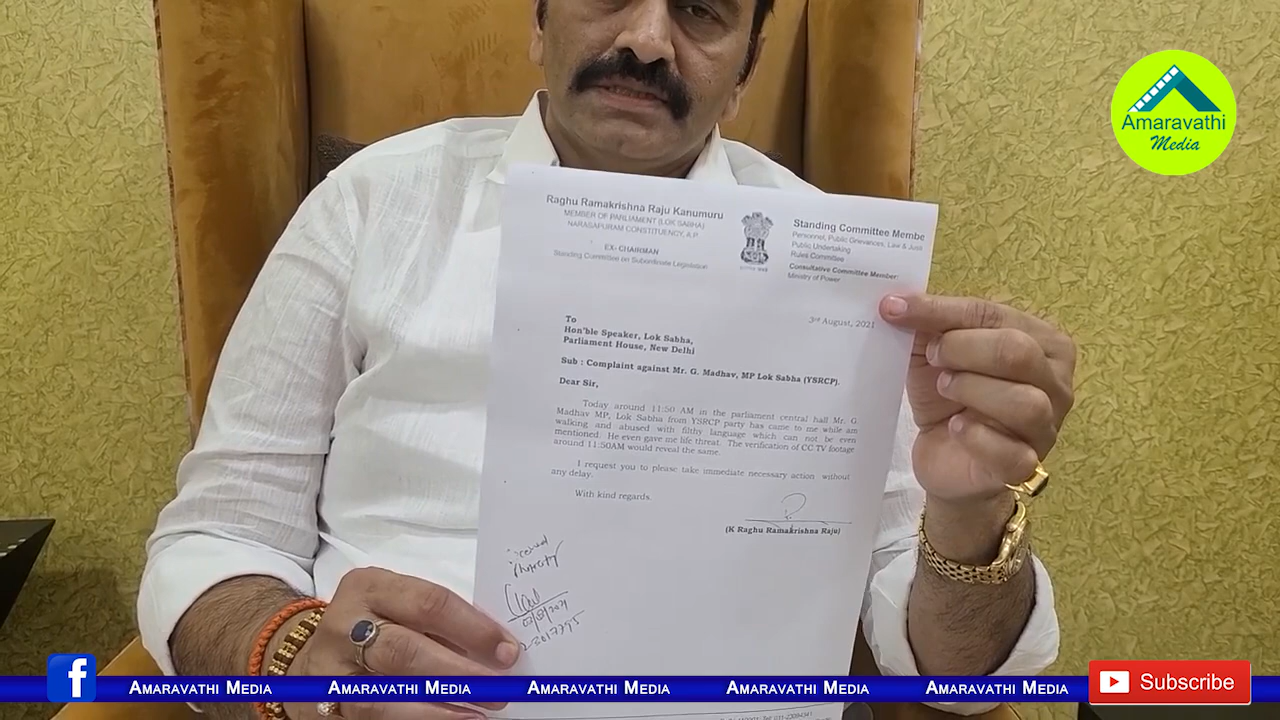 Amaravathi
Media
Raghu Ramakrishna Raju Kanumuru
MEMBER OF PARLIAMENT (LOK SABHA)
NARASAPURAM CONSTITUENCY, A.P.
EX- CHAIRMAN
Standing Committee on Subordinate Legislation
Standing Committee Membe
Personnel, Public Grievances, Law & Just
Public Undertaking
Rules Committee
Consultative Committee Member:
Ministry of Power
3rd August, 2021
To
Hon'ble Speaker, Lok Sabha,
Parliament House, New Delhi
Sub : Complaint against Mr. G. Madhav, MP Lok Sabha (YSRCP).
Dear Sir,
Today around 11:50 AM in the parliament central hall Mr. G
Madhav MP, Lok Sabha from YSRCP party has came to me while am
walking and abused with filthy language which can not be even
mentioned. He even gave me life threat. The verification of CC TV footage
around 11:50AM would reveal the same.
I request you to please take immediate necessary action without
any delay.
With kind regards.
(K Raghu Ramakrishna Raju)
03/8/2021
f
Amaravathi Media Amaravathi Media Amaravathi Media Amaravathi Media Amaravathi Media
Subscribe